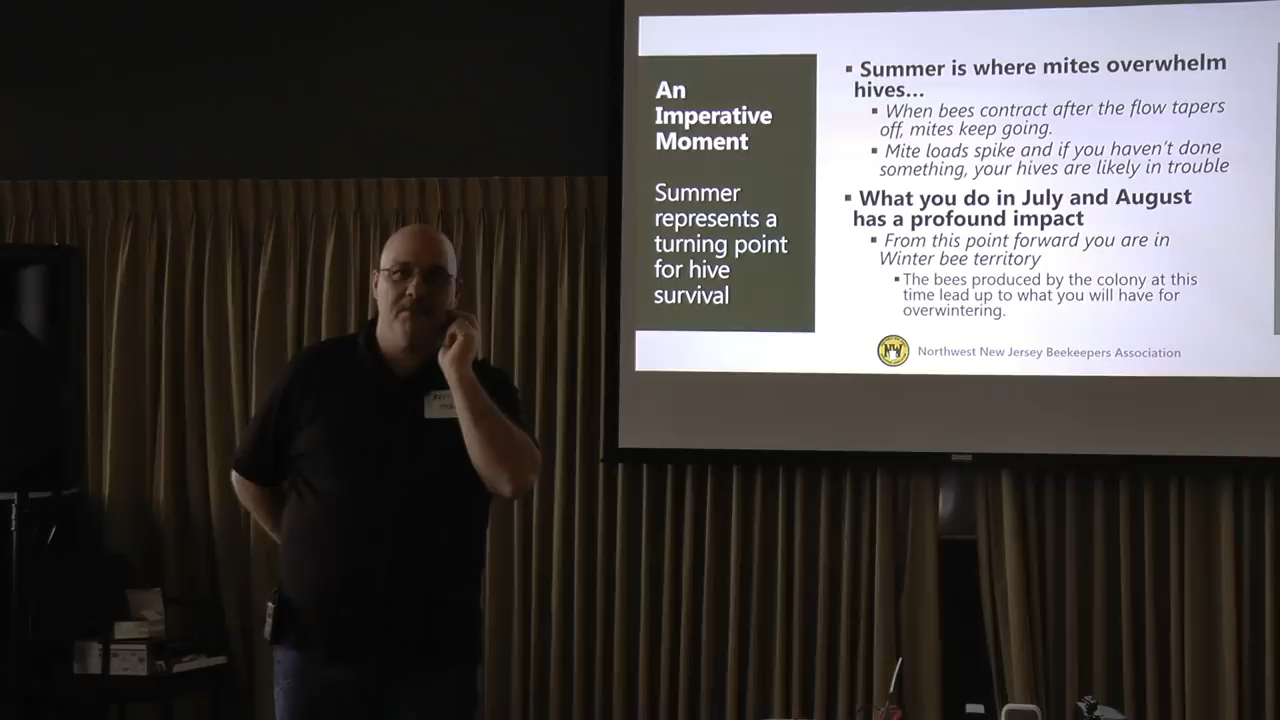 An
Imperative
Moment
Summer
represents a
turning point
for hive
survival
▪ Summer is where mites overwhelm
hives...
▪ When bees contract after the flow tapers
off, mites keep going.
▪ Mite loads spike and if you haven't done
something, your hives are likely in trouble
▪ What you do in July and August
has a profound impact
▪ From this point forward you are in
Winter bee territory
▪ The bees produced by the colony at this
time lead up to what you will have for
overwintering.
NW
Northwest New Jersey Beekeepers Association